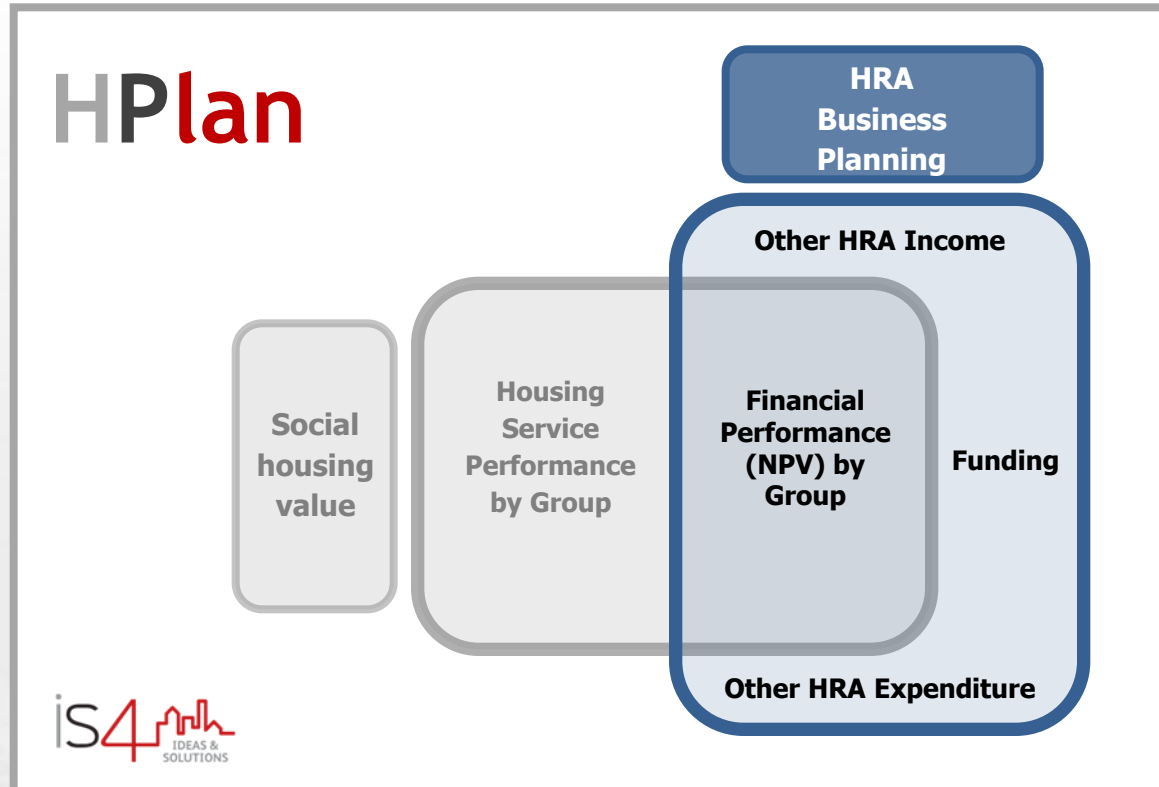 HPlan
HRA
Business
Planning
Other HRA Income
Social
housing
value
Housing
Service
Performance
by Group
Financial
Performance
(NPV) by
Group
Funding
Other HRA Expenditure
is4
IDEAS &
SOLUTIONS